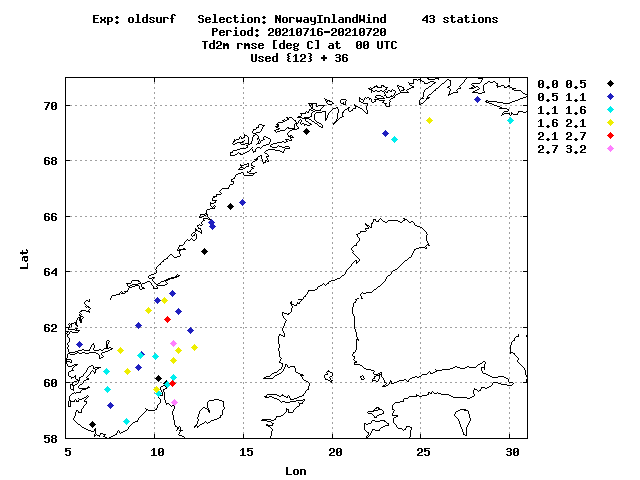 Exp: oldsurf   Selection: NorwayInlandWind     43 stations
Period: 20210716-20210720
Td2m rmse [deg C] at  00 UTC
Used {12} + 36
0.0 0.5
0.5 1.1
1.1 1.6
1.6 2.1
2.1 2.7
2.7 3.2
70
68
66
64
62
60
58
Lat
5 10 15 20 25 30
Lon